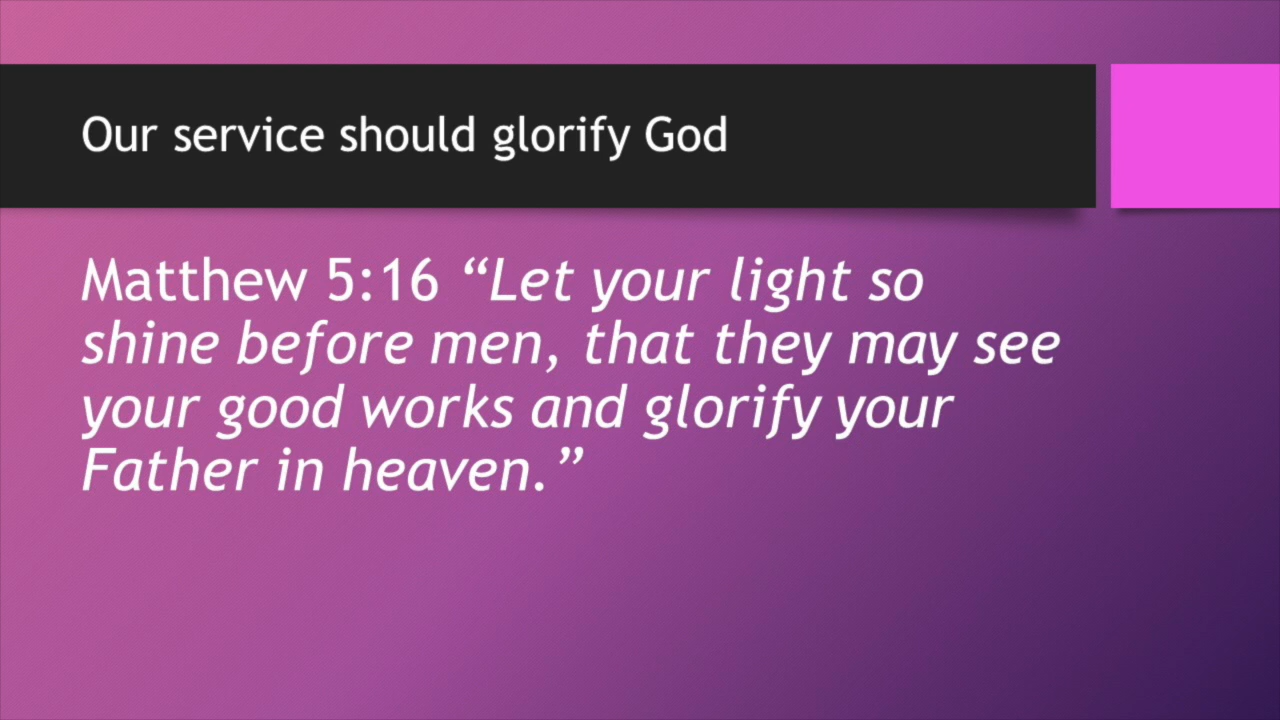 Our service should glorify God
Matthew 5:16 “Let your light so
shine before men, that they may see
your good works and glorify your
Father in heaven.”